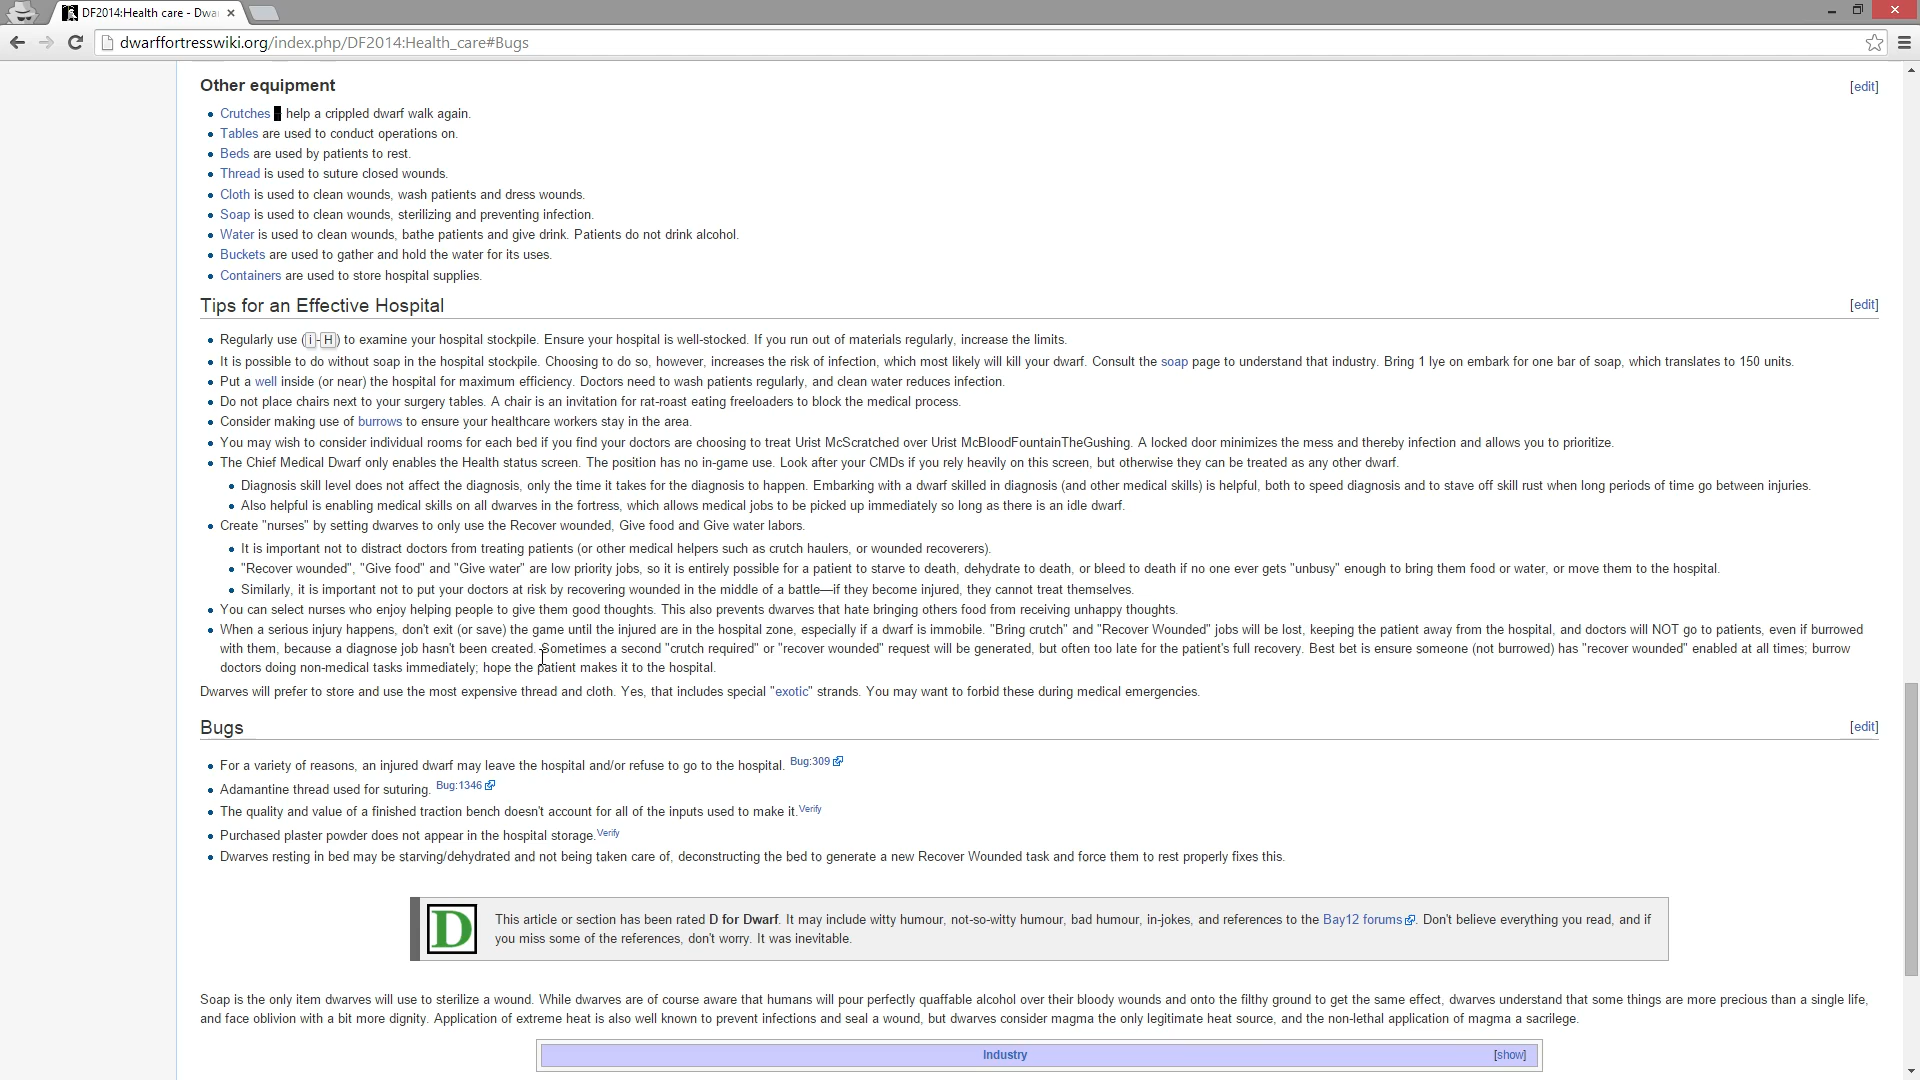 DF2014:Health care - Dwa
dwarffortresswiki.org/index.php/DF2014:Health_care#Bugs
Other equipment [edit]
Crutches help a crippled dwarf walk again.
Tables are used to conduct operations on.
Beds are used by patients to rest.
Thread is used to suture closed wounds.
Cloth is used to clean wounds, wash patients and dress wounds.
Soap is used to clean wounds, sterilizing and preventing infection.
Water is used to clean wounds, bathe patients and give drink. Patients do not drink alcohol.
Buckets are used to gather and hold the water for its uses.
Containers are used to store hospital supplies.
Tips for an Effective Hospital [edit]
Regularly use (i-H) to examine your hospital stockpile. Ensure your hospital is well-stocked. If you run out of materials regularly, increase the limits.
It is possible to do without soap in the hospital stockpile. Choosing to do so, however, increases the risk of infection, which most likely will kill your dwarf. Consult the soap page to understand that industry. Bring 1 lye on embark for one bar of soap, which translates to 150 units.
Put a well inside (or near) the hospital for maximum efficiency. Doctors need to wash patients regularly, and clean water reduces infection.
Do not place chairs next to your surgery tables. A chair is an invitation for rat-roast eating freeloaders to block the medical process.
Consider making use of burrows to ensure your healthcare workers stay in the area.
You may wish to consider individual rooms for each bed if you find your doctors are choosing to treat Urist McScratched over Urist McBloodFountainTheGushing. A locked door minimizes the mess and thereby infection and allows you to prioritize.
The Chief Medical Dwarf only enables the Health status screen. The position has no in-game use. Look after your CMDs if you rely heavily on this screen, but otherwise they can be treated as any other dwarf.
Diagnosis skill level does not affect the diagnosis, only the time it takes for the diagnosis to happen. Embarking with a dwarf skilled in diagnosis (and other medical skills) is helpful, both to speed diagnosis and to stave off skill rust when long periods of time go between injuries.
Also helpful is enabling medical skills on all dwarves in the fortress, which allows medical jobs to be picked up immediately so long as there is an idle dwarf.
Create "nurses" by setting dwarves to only use the Recover wounded, Give food and Give water labors.
It is important not to distract doctors from treating patients (or other medical helpers such as crutch haulers, or wounded recoverers).
"Recover wounded", "Give food" and "Give water" are low priority jobs, so it is entirely possible for a patient to starve to death, dehydrate to death, or bleed to death if no one ever gets "unbusy" enough to bring them food or water, or move them to the hospital.
Similarly, it is important not to put your doctors at risk by recovering wounded in the middle of a battle—if they become injured, they cannot treat themselves.
You can select nurses who enjoy helping people to give them good thoughts. This also prevents dwarves that hate bringing others food from receiving unhappy thoughts.
When a serious injury happens, don't exit (or save) the game until the injured are in the hospital zone, especially if a dwarf is immobile. "Bring crutch" and "Recover Wounded" jobs will be lost, keeping the patient away from the hospital, and doctors will NOT go to patients, even if burrowed
with them, because a diagnose job hasn't been created. Sometimes a second "crutch required" or "recover wounded" request will be generated, but often too late for the patient's full recovery. Best bet is ensure someone (not burrowed) has "recover wounded" enabled at all times; burrow
doctors doing non-medical tasks immediately; hope the patient makes it to the hospital.
Dwarves will prefer to store and use the most expensive thread and cloth. Yes, that includes special "exotic" strands. You may want to forbid these during medical emergencies.
Bugs [edit]
For a variety of reasons, an injured dwarf may leave the hospital and/or refuse to go to the hospital. Bug:309
Adamantine thread used for suturing. Bug:1346
The quality and value of a finished traction bench doesn't account for all of the inputs used to make it.Verify
Purchased plaster powder does not appear in the hospital storage.Verify
Dwarves resting in bed may be starving/dehydrated and not being taken care of, deconstructing the bed to generate a new Recover Wounded task and force them to rest properly fixes this.
D
This article or section has been rated D for Dwarf. It may include witty humour, not-so-witty humour, bad humour, in-jokes, and references to the Bay12 forums. Don't believe everything you read, and if
you miss some of the references, don't worry. It was inevitable.
Soap is the only item dwarves will use to sterilize a wound. While dwarves are of course aware that humans will pour perfectly quaffable alcohol over their bloody wounds and onto the filthy ground to get the same effect, dwarves understand that some things are more precious than a single life,
and face oblivion with a bit more dignity. Application of extreme heat is also well known to prevent infections and seal a wound, but dwarves consider magma the only legitimate heat source, and the non-lethal application of magma a sacrilege.
Industry [show]